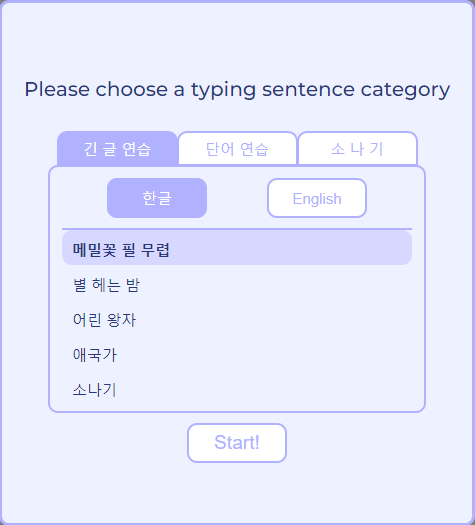 Please choose a typing sentence category
긴 글 연습 단어 연습 소 나 기
한글 English
메밀꽃 필 무렵
별 헤는 밤
어린 왕자
애국가
소나기
Start!